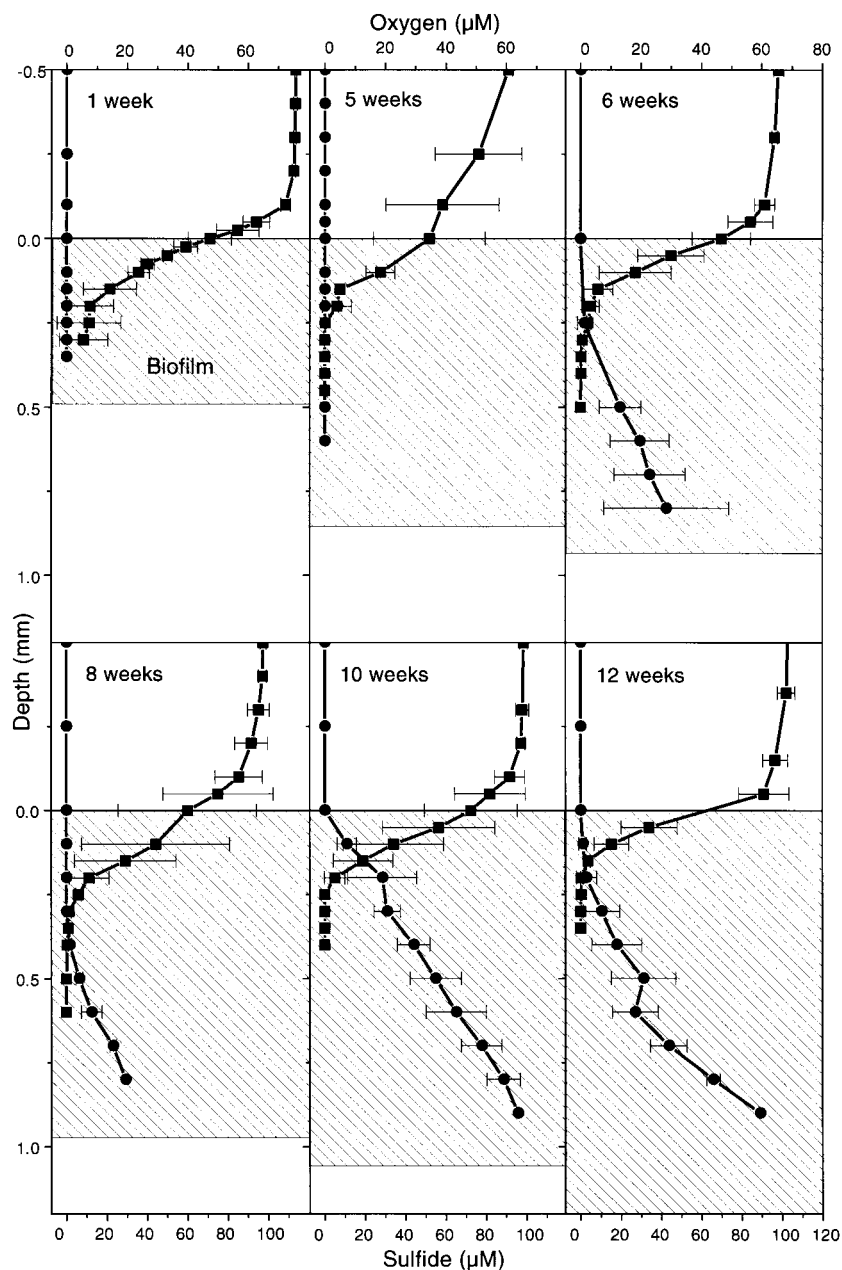 Oxygen (µM)
0 20 40 60 0 20 40 60 0 20 40 60 80
-0.5
1 week
5 weeks
6 weeks
0.0
Biofilm
0.5
1.0
Depth (mm)
8 weeks
10 weeks
12 weeks
0.0
0.5
1.0
0 20 40 60 80 100 0 20 40 60 80 100 0 20 40 60 80 100 120
Sulfide (µM)